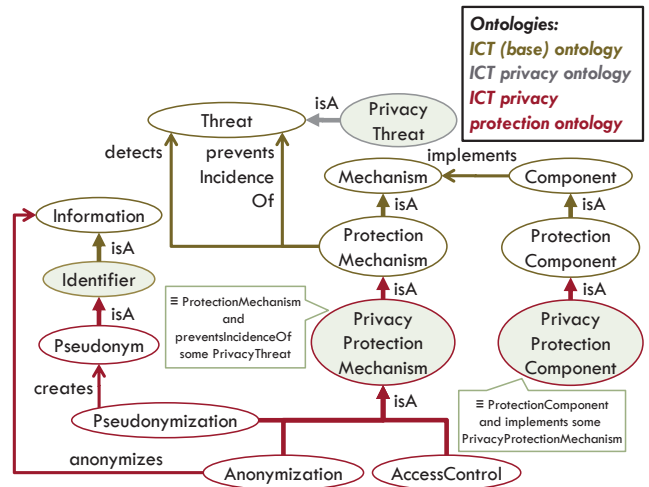 Ontologies:
ICT (base) ontology
ICT privacy ontology
ICT privacy
protection ontology
Threat
isA
Privacy
Threat
detects
prevents
Incidence
Of
implements
Mechanism
Component
isA
isA
Information
isA
Protection
Mechanism
Protection
Component
Identifier
isA
isA
isA
≡ ProtectionMechanism
and
preventsIncidenceOf
some PrivacyThreat
Privacy
Protection
Mechanism
Privacy
Protection
Component
Pseudonym
creates
isA
≡ ProtectionComponent
and implements some
PrivacyProtectionMechanism
Pseudonymization
anonymizes
Anonymization
AccessControl